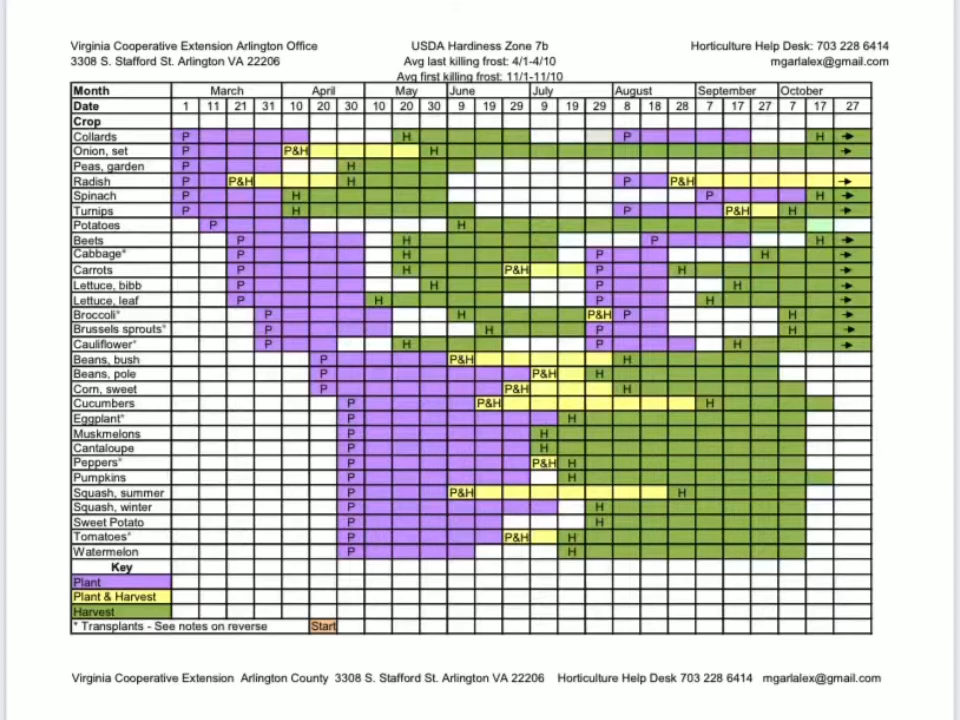 Virginia Cooperative Extension Arlington Office USDA Hardiness Zone 7b Horticulture Help Desk: 703 228 6414
3308 S. Stafford St. Arlington VA 22206 Avg last killing frost: 4/1-4/10 mgarlalex@gmail.com
Avg first killing frost: 11/1-11/10
Month March April May June July August September October
Date 1 11 21 31 10 20 30 10 20 30 9 19 29 9 19 29 8 18 28 7 17 27 7 17 27
Crop
Collards P H P H →
Onion, set P P&H H →
Peas, garden P H
Radish P P&H H P P&H →
Spinach P H P H →
Turnips P H P P&H H →
Potatoes P H
Beets P H P H →
Cabbage* P H P H →
Carrots P H P&H P H →
Lettuce, bibb P H P H →
Lettuce, leaf P H P H →
Broccoli* P H P&H P H →
Brussels sprouts* P H P H →
Cauliflower* P H P H →
Beans, bush P P&H H
Beans, pole P P&H H
Corn, sweet P P&H H
Cucumbers P P&H H
Eggplant* P H
Muskmelons P H
Cantaloupe P H
Peppers* P P&H H
Pumpkins P H
Squash, summer P P&H H
Squash, winter P H
Sweet Potato P H
Tomatoes* P P&H H
Watermelon P H
Key
Plant
Plant & Harvest
Harvest
* Transplants - See notes on reverse Start
Virginia Cooperative Extension Arlington County 3308 S. Stafford St. Arlington VA 22206 Horticulture Help Desk 703 228 6414 mgarlalex@gmail.com